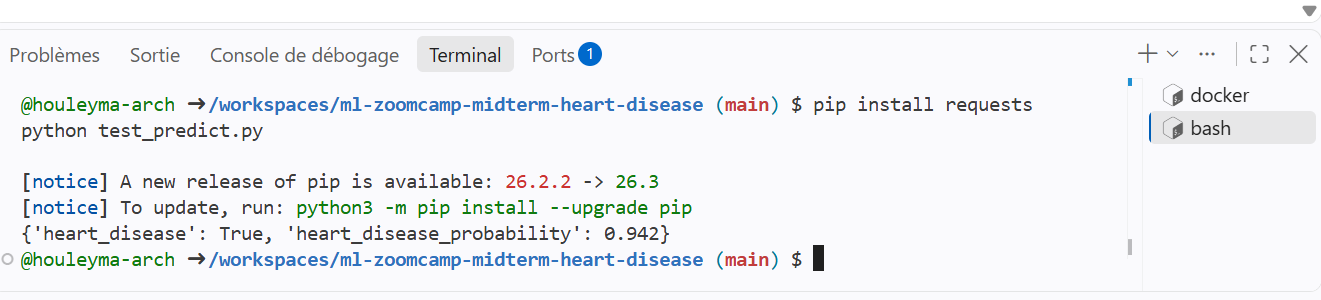 Problèmes Sortie Console de débogage Terminal Ports 1
@houleyma-arch ➜/workspaces/ml-zoomcamp-midterm-heart-disease (main) $ pip install requests
python test_predict.py
[notice] A new release of pip is available: 26.2.2 -> 26.3
[notice] To update, run: python3 -m pip install --upgrade pip
{'heart_disease': True, 'heart_disease_probability': 0.942}
@houleyma-arch ➜/workspaces/ml-zoomcamp-midterm-heart-disease (main) $
docker
bash